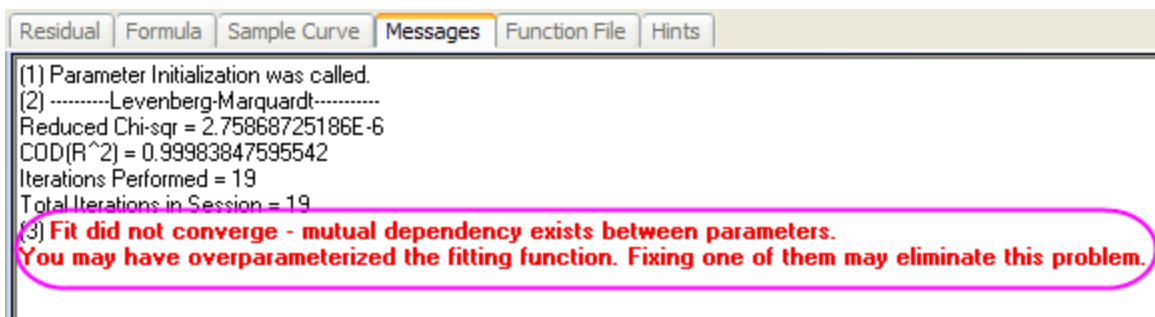 Residual Formula Sample Curve Messages Function File Hints
(1) Parameter Initialization was called.
(2) ----------Levenberg-Marquardt-----------
Reduced Chi-sqr = 2.75868725186E-6
COD(R^2) = 0.99983847595542
Iterations Performed = 19
Total Iterations in Session = 19
(3) Fit did not converge - mutual dependency exists between parameters.
You may have overparameterized the fitting function. Fixing one of them may eliminate this problem.